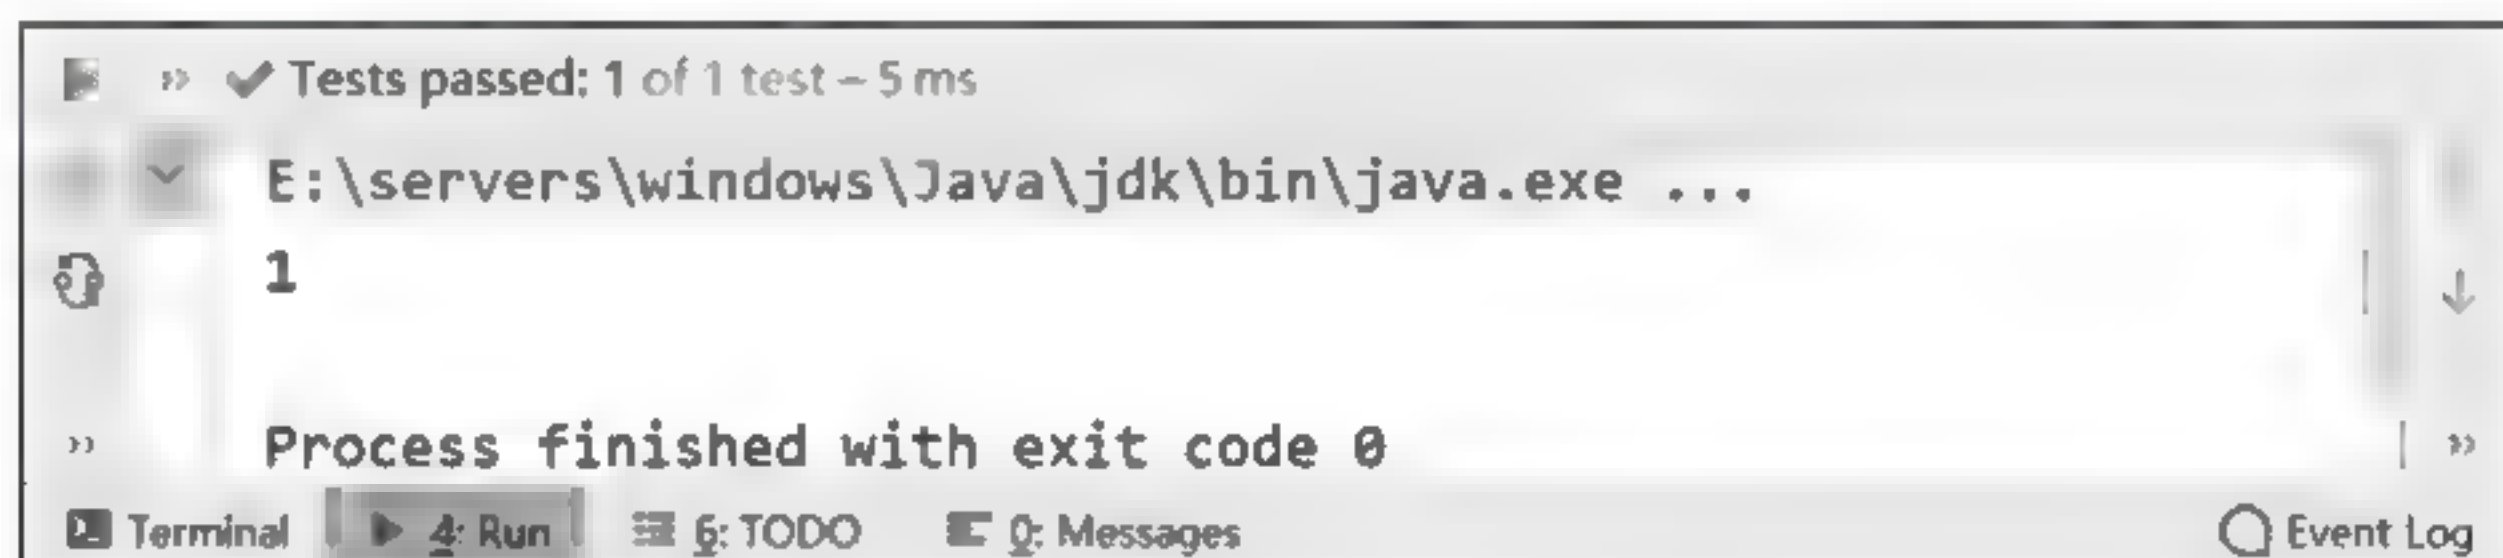 Tests passed: 1 of 1 test – 5 ms
E:\servers\windows\Java\jdk\bin\java.exe ...
1
Process finished with exit code 0
Terminal 4: Run 6: TODO 0: Messages Event Log